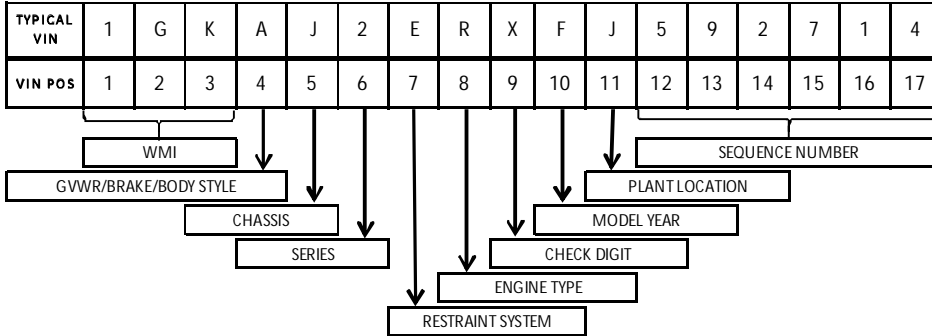 TYPICAL VIN 1 G K A J 2 E R X F J 5 9 2 7 1 4
VIN POS 1 2 3 4 5 6 7 8 9 10 11 12 13 14 15 16 17
WMI SEQUENCE NUMBER
GVWR/BRAKE/BODY STYLE PLANT LOCATION
CHASSIS MODEL YEAR
SERIES CHECK DIGIT
ENGINE TYPE
RESTRAINT SYSTEM